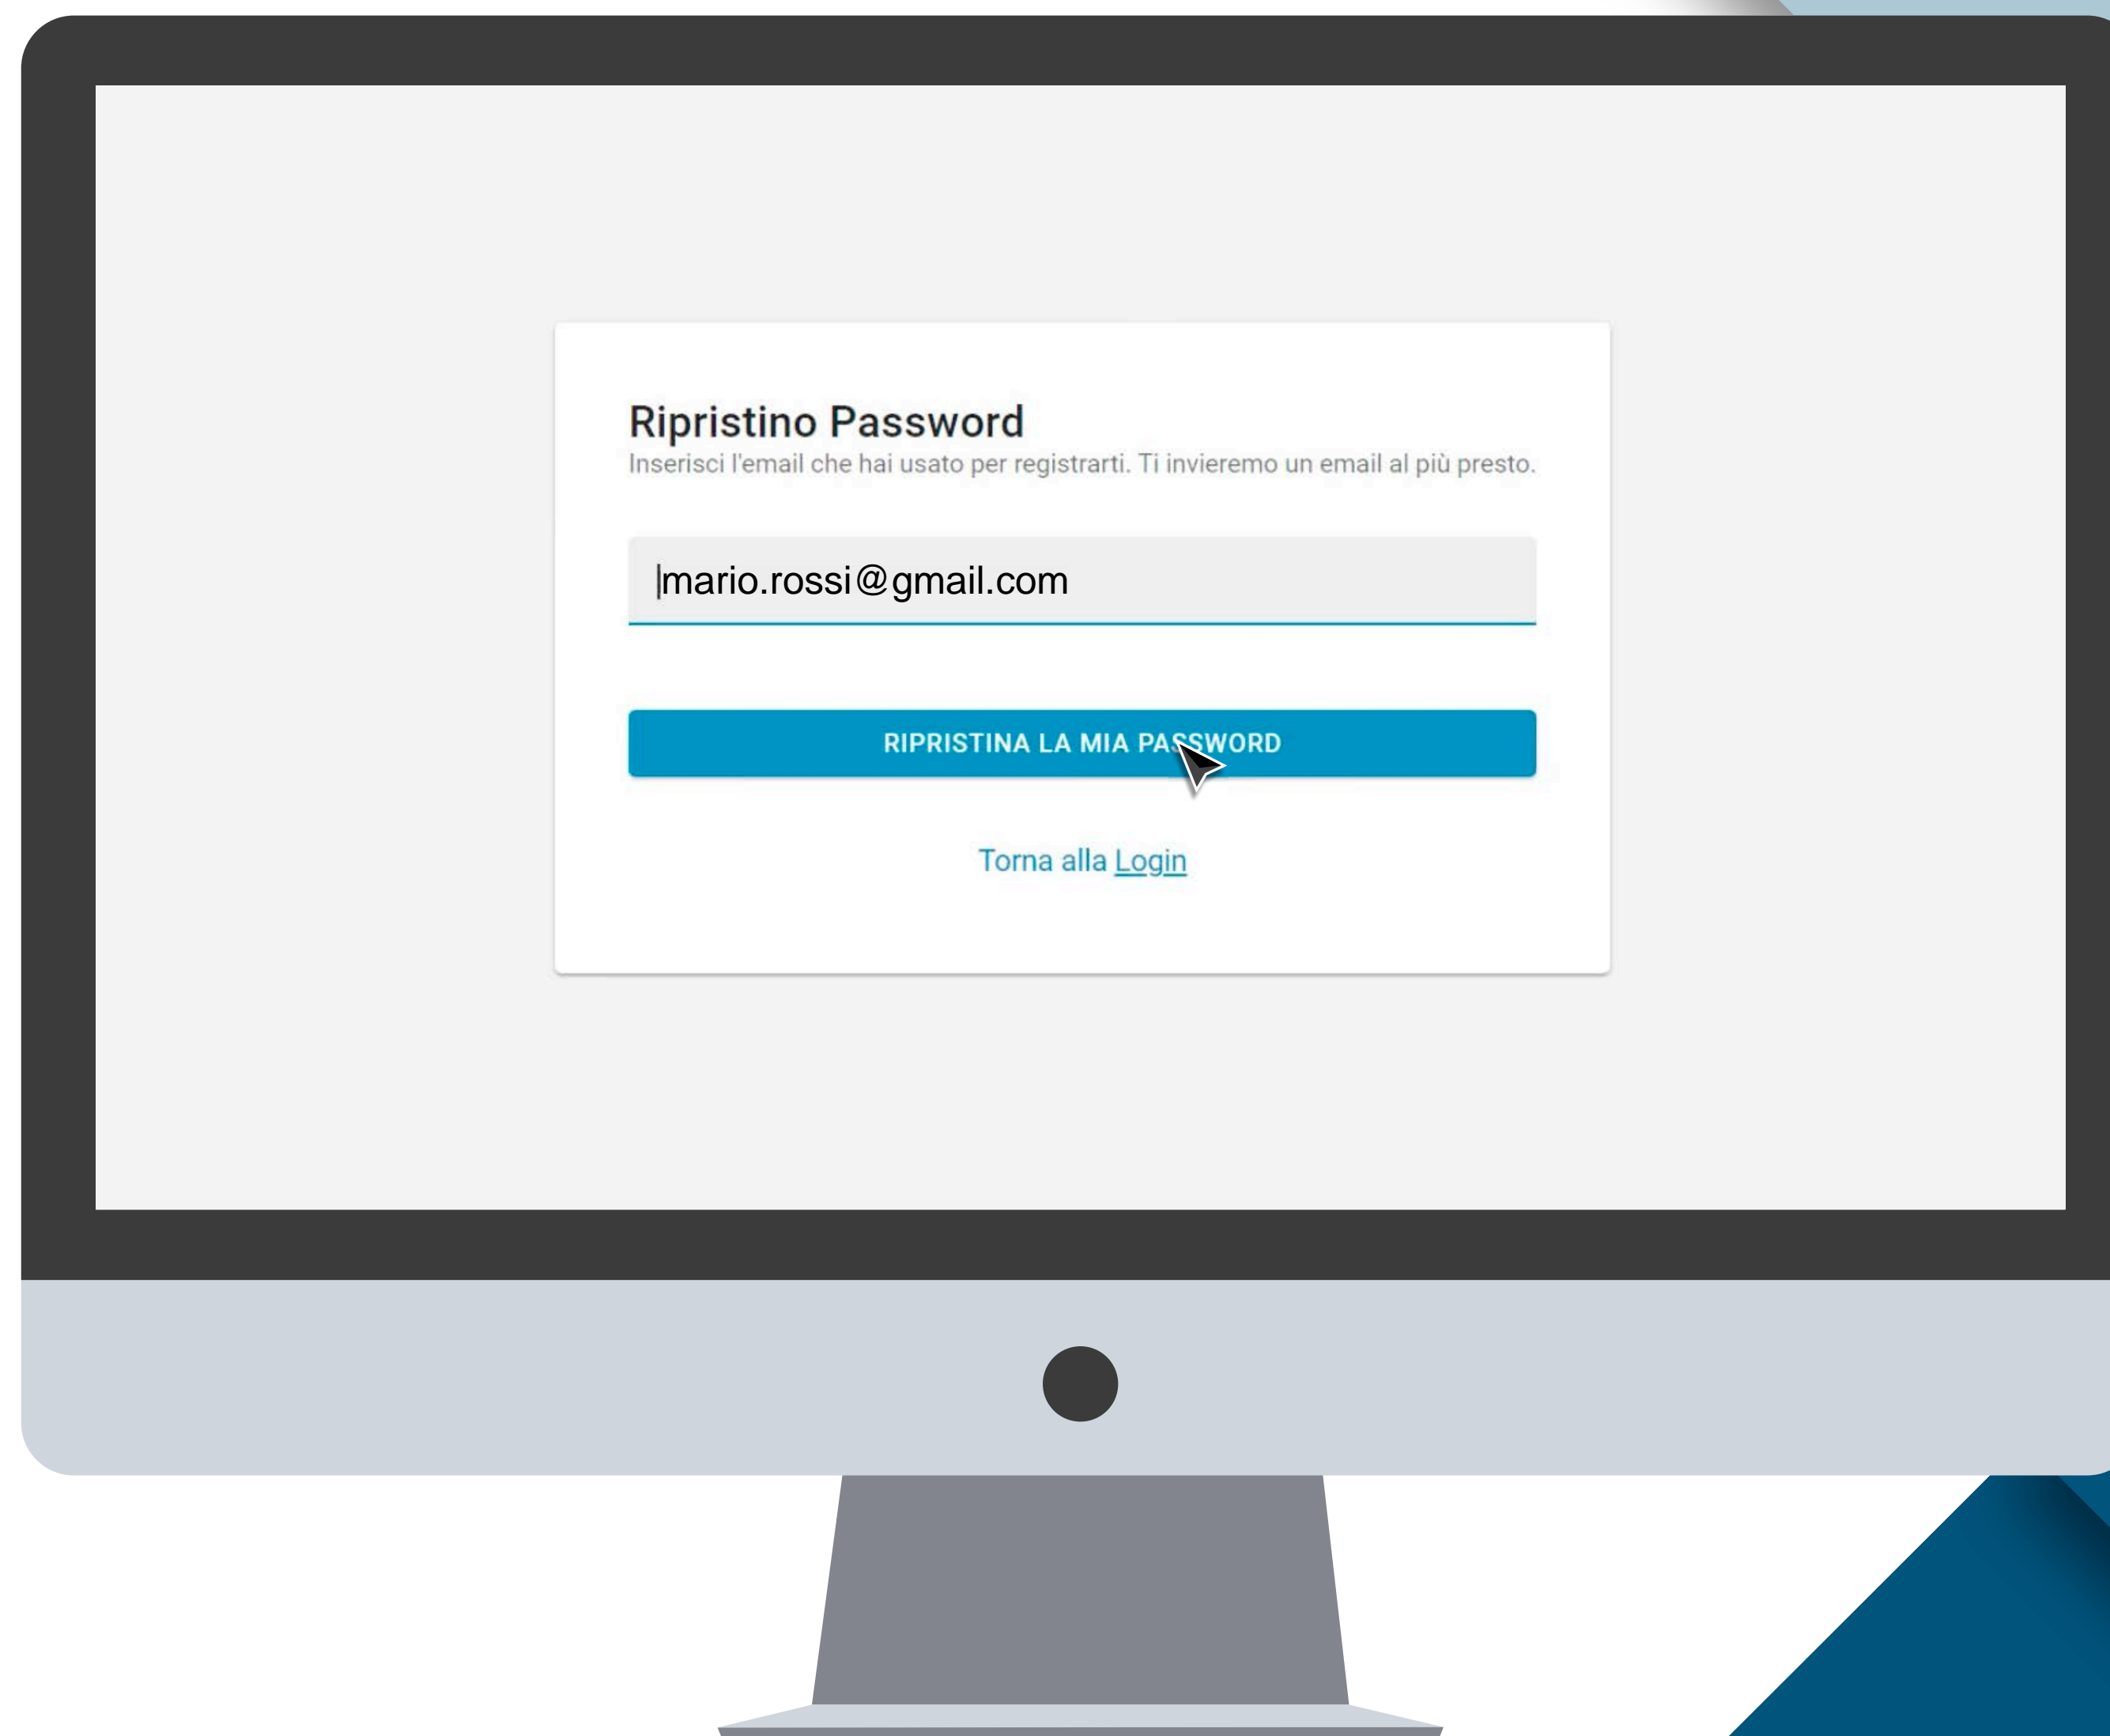 Ripristino Password
Inserisci l'email che hai usato per registrarti. Ti invieremo un email al più presto.
mario.rossi@gmail.com
RIPRISTINA LA MIA PASSWORD
Torna alla Login